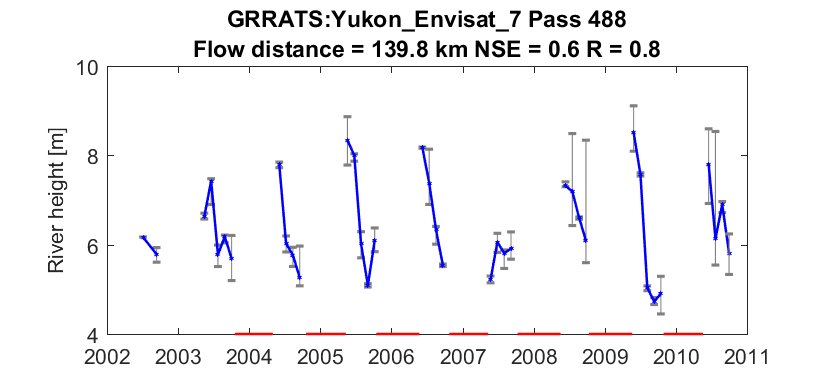 GRRATS:Yukon_Envisat_7 Pass 488
Flow distance = 139.8 km NSE = 0.6 R = 0.8
River height [m]
10
8
6
4
2002 2003 2004 2005 2006 2007 2008 2009 2010 2011